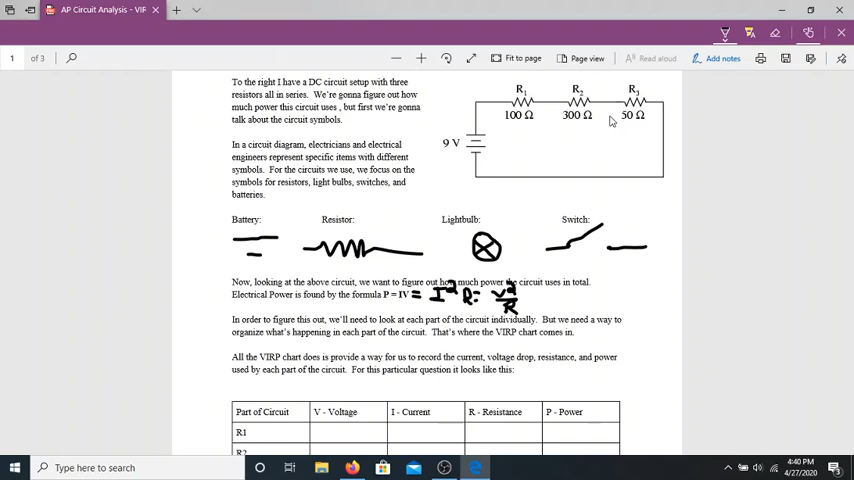 AP Circuit Analysis - VIR
1 of 3
Fit to page
Page view
Read aloud
Add notes
To the right I have a DC circuit setup with three
resistors all in series. We're gonna figure out how
much power this circuit uses , but first we're gonna
talk about the circuit symbols.
R1 R2 R3
100 Ω 300 Ω 50 Ω
9 V
In a circuit diagram, electricians and electrical
engineers represent specific items with different
symbols. For the circuits we use, we focus on the
symbols for resistors, light bulbs, switches, and
batteries.
Battery: Resistor: Lightbulb: Switch:
Now, looking at the above circuit, we want to figure out how much power the circuit uses in total.
Electrical Power is found by the formula P = IV = I²R = V²/R
In order to figure this out, we'll need to look at each part of the circuit individually. But we need a way to
organize what's happening in each part of the circuit. That's where the VIRP chart comes in.
All the VIRP chart does is provide a way for us to record the current, voltage drop, resistance, and power
used by each part of the circuit. For this particular question it looks like this:
Part of Circuit V - Voltage I - Current R - Resistance P - Power
R1
R2
Type here to search
4:40 PM
4/27/2020
3